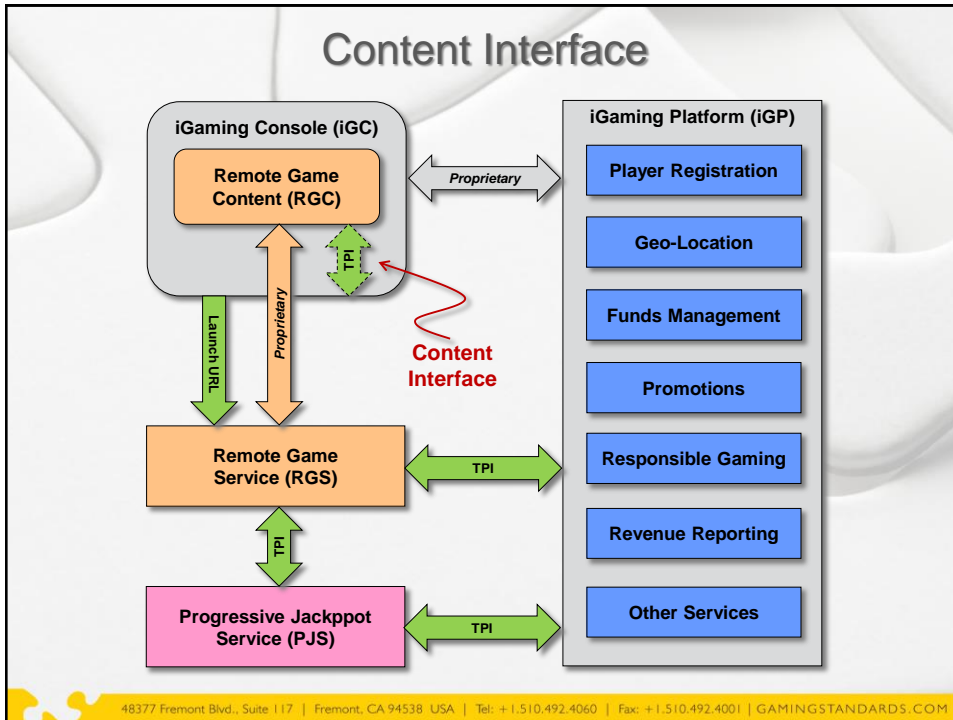 Content Interface
iGaming Console (iGC)
Remote Game
Content (RGC)
TPI
Proprietary
Launch URL
Proprietary
Content
Interface
Remote Game
Service (RGS)
TPI
TPI
Progressive Jackppot
Service (PJS)
TPI
iGaming Platform (iGP)
Player Registration
Geo-Location
Funds Management
Promotions
Responsible Gaming
Revenue Reporting
Other Services
48377 Fremont Blvd., Suite 117 | Fremont, CA 94538 USA | Tel: +1.510.492.4060 | Fax: +1.510.492.4001 | GAMINGSTANDARDS.COM